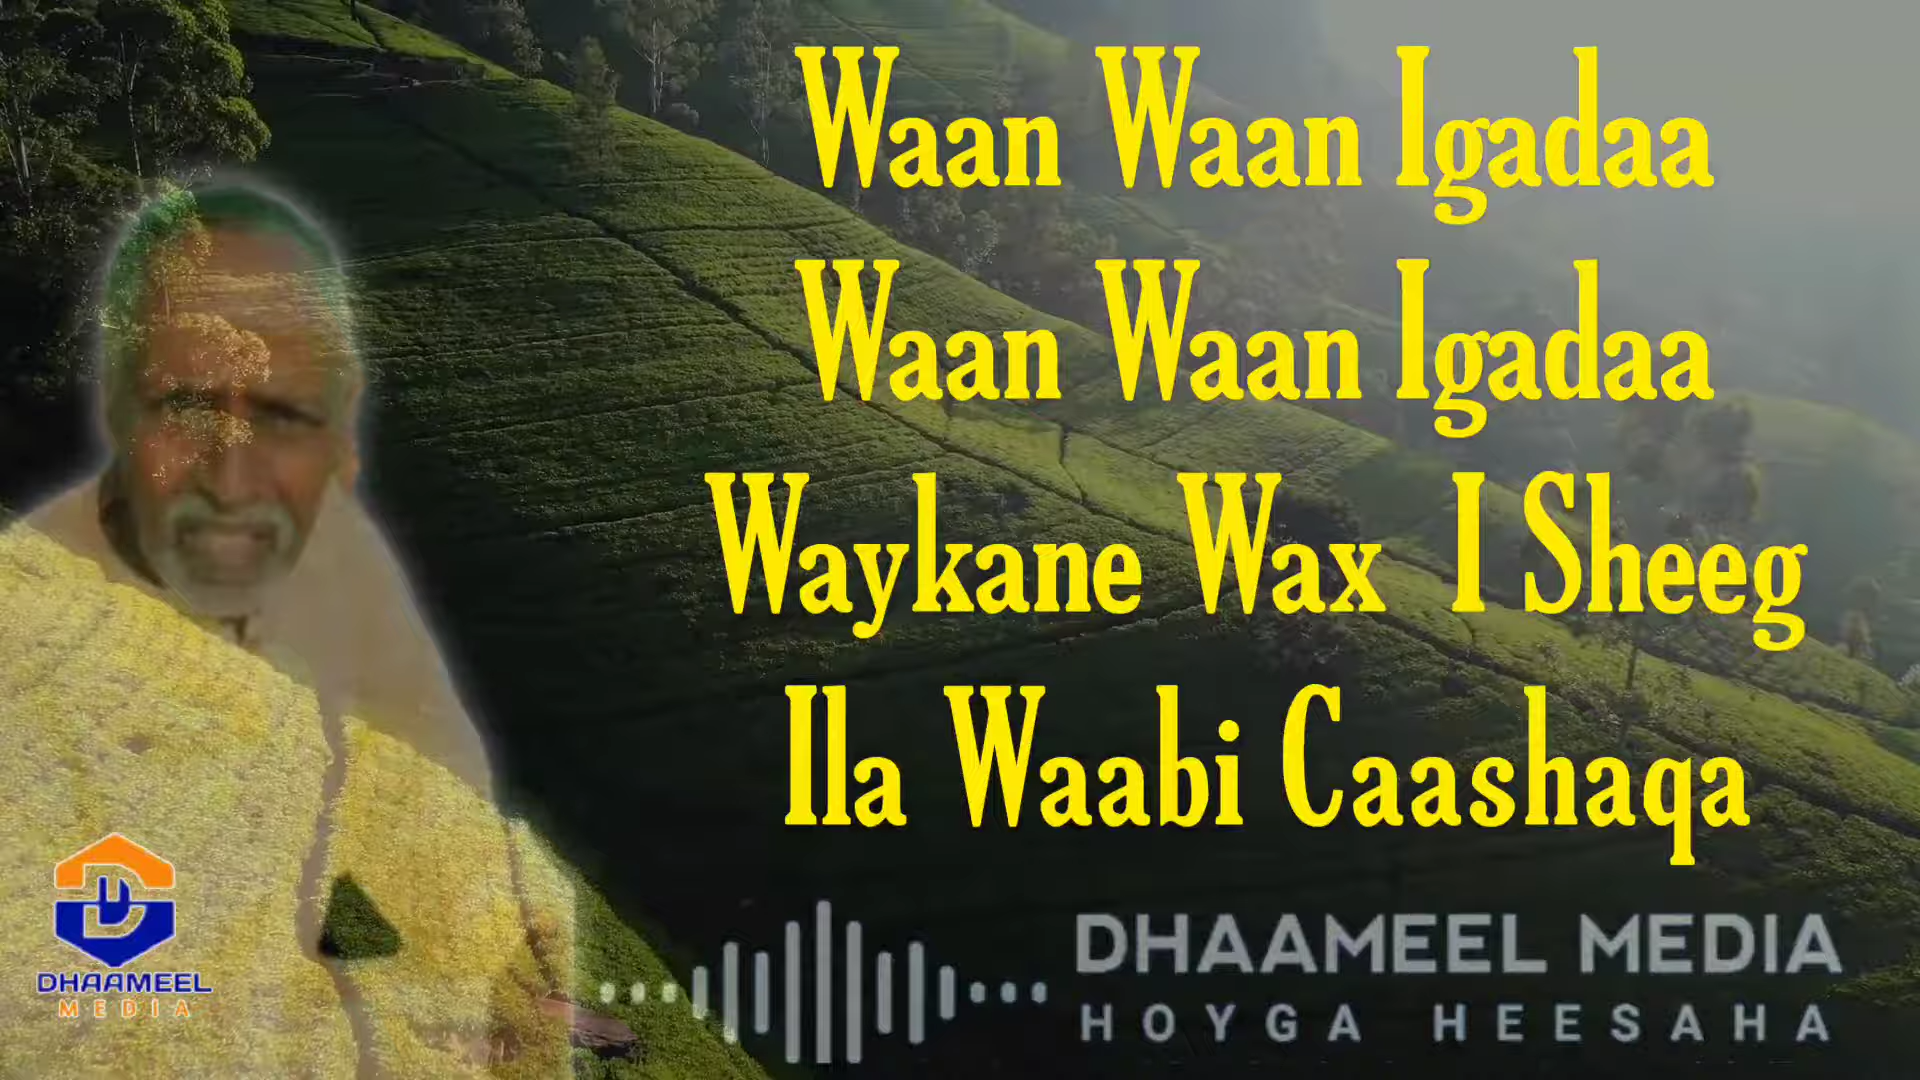 Waan Waan Igadaa
Waan Waan Igadaa
Waykane Wax I Sheeg
Ila Waabi Caashaqa
DHAAMEEL MEDIA
HOYGA HEESAHA
DHAAMEEL
MEDIA